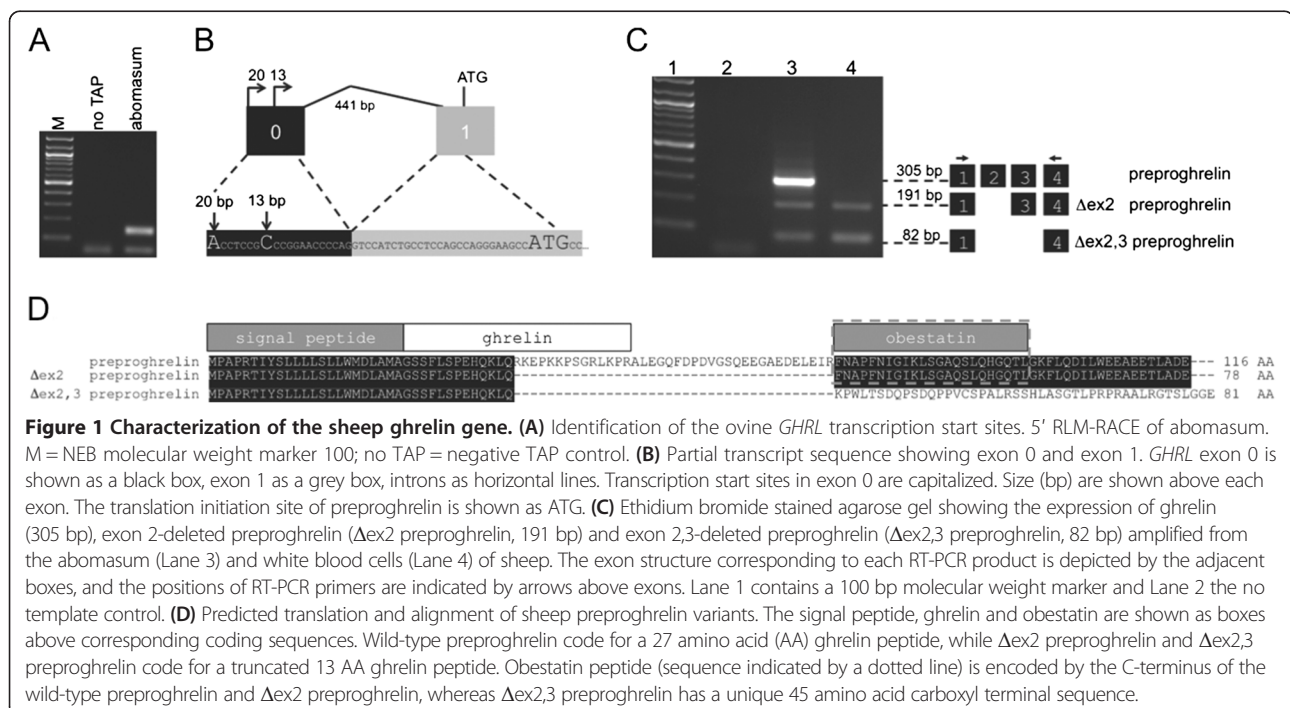 A
B
C
M
no TAP
abomasum
20 13
ATG
441 bp
0
1
20 bp
13 bp
ACCTCCGCCCGGAACCCCAGGTCCATCTGCCTCCAGCCAGGGAAGCCATGCC
1 2 3 4
305 bp 1 2 3 4 preproghrelin
191 bp 1 3 4 Δex2 preproghrelin
82 bp 1 4 Δex2,3 preproghrelin
D
signal peptide ghrelin obestatin
preproghrelin MPAPRTIYSLLLLSLLWMDLAMAGSSFLSPEHQKLQRKEPKKPSGRLKPRALEGQFDPDVGSQEEGAEDELEIRFNAPFNIGIKLSGAQSLQHGQTLGKFLQDILWEEAEETLADE--- 116 AA
Δex2 preproghrelin MPAPRTIYSLLLLSLLWMDLAMAGSSFLSPEHQKLQ--------------------------------------FNAPFNIGIKLSGAQSLQHGQTLGKFLQDILWEEAEETLADE--- 78 AA
Δex2,3 preproghrelin MPAPRTIYSLLLLSLLWMDLAMAGSSFLSPEHQKLQ--------------------------------------KPWLTSDQPSDQPPVCSPALRSSHLASGTLPRPRAALRGTSLGGE 81 AA
Figure 1 Characterization of the sheep ghrelin gene. (A) Identification of the ovine GHRL transcription start sites. 5′ RLM-RACE of abomasum.
M = NEB molecular weight marker 100; no TAP = negative TAP control. (B) Partial transcript sequence showing exon 0 and exon 1. GHRL exon 0 is
shown as a black box, exon 1 as a grey box, introns as horizontal lines. Transcription start sites in exon 0 are capitalized. Size (bp) are shown above each
exon. The translation initiation site of preproghrelin is shown as ATG. (C) Ethidium bromide stained agarose gel showing the expression of ghrelin
(305 bp), exon 2-deleted preproghrelin (Δex2 preproghrelin, 191 bp) and exon 2,3-deleted preproghrelin (Δex2,3 preproghrelin, 82 bp) amplified from
the abomasum (Lane 3) and white blood cells (Lane 4) of sheep. The exon structure corresponding to each RT-PCR product is depicted by the adjacent
boxes, and the positions of RT-PCR primers are indicated by arrows above exons. Lane 1 contains a 100 bp molecular weight marker and Lane 2 the no
template control. (D) Predicted translation and alignment of sheep preproghrelin variants. The signal peptide, ghrelin and obestatin are shown as boxes
above corresponding coding sequences. Wild-type preproghrelin code for a 27 amino acid (AA) ghrelin peptide, while Δex2 preproghrelin and Δex2,3
preproghrelin code for a truncated 13 AA ghrelin peptide. Obestatin peptide (sequence indicated by a dotted line) is encoded by the C-terminus of the
wild-type preproghrelin and Δex2 preproghrelin, whereas Δex2,3 preproghrelin has a unique 45 amino acid carboxyl terminal sequence.